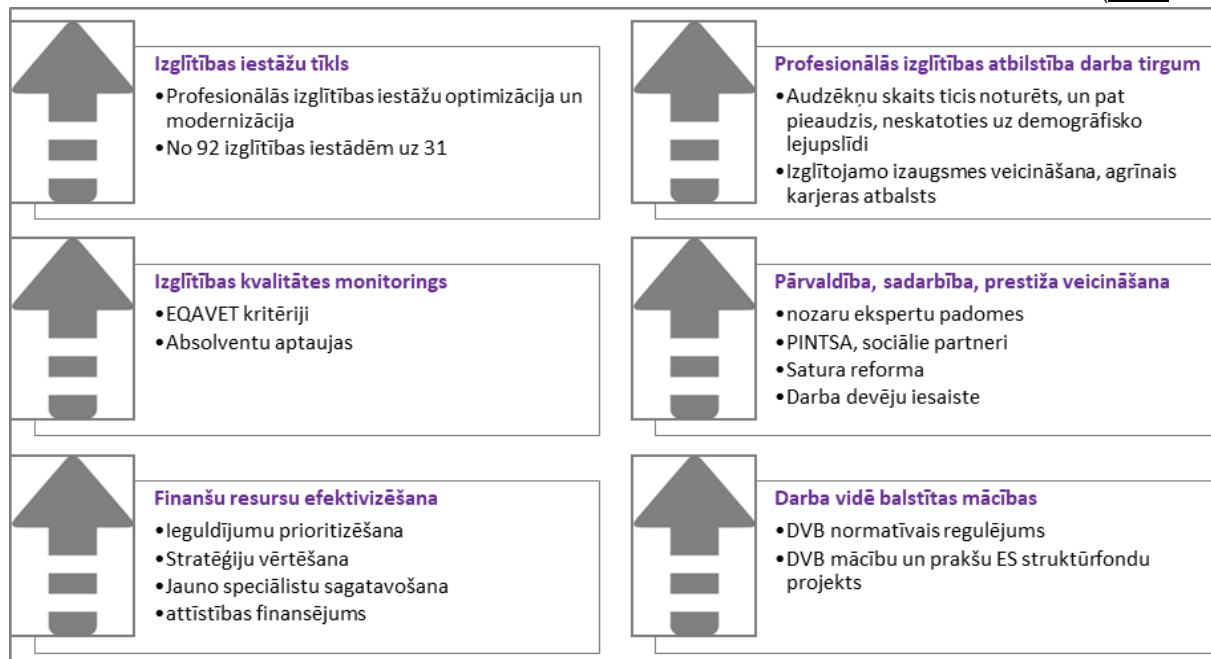 Izglītības iestāžu tīkls
•Profesionālās izglītības iestāžu optimizācija un
modernizācija
•No 92 izglītības iestādēm uz 31
Profesionālās izglītības atbilstība darba tirgum
•Audzēkņu skaits ticis noturēts, un pat
pieaudzis, neskatoties uz demogrāfisko
lejupslīdi
•Izglītojamo izaugsmes veicināšana, agrīnais
karjeras atbalsts
Izglītības kvalitātes monitorings
•EQAVET kritēriji
•Absolventu aptaujas
Pārvaldība, sadarbība, prestiža veicināšana
•nozaru ekspertu padomes
•PINTSA, sociālie partneri
•Satura reforma
•Darba devēju iesaiste
Finanšu resursu efektivizēšana
•Ieguldījumu prioritizēšana
•Stratēģiju vērtēšana
•Jauno speciālistu sagatavošana
•attīstības finansējums
Darba vidē balstītas mācības
•DVB normatīvais regulējums
•DVB mācību un prakšu ES struktūrfondu
projekts